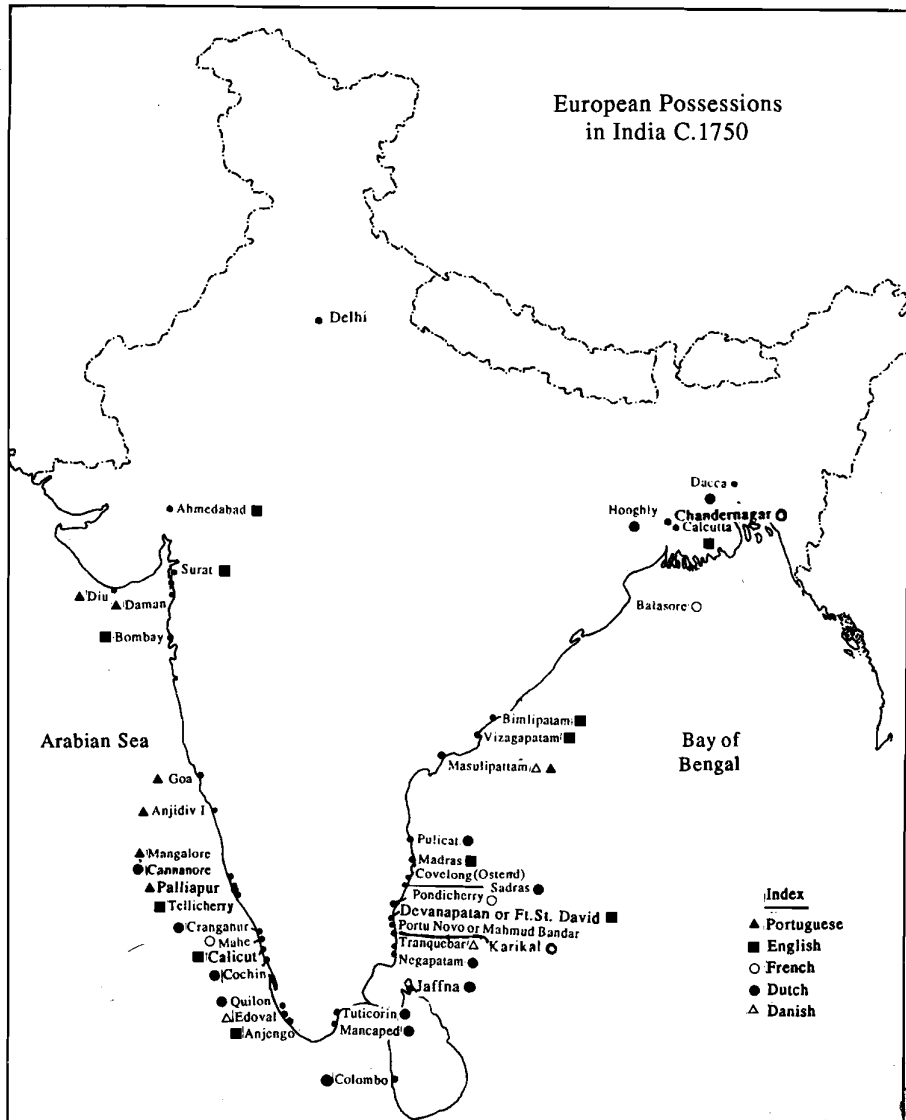 European Possessions
in India C.1750
Delhi
Dacca
Ahmedabad
Hooghly
Chandernagar
Calcutta
Surat
Diu
Daman
Balasore
Bombay
Bimlipatam
Vizagapatam
Arabian Sea
Bay of
Bengal
Masulipattam
Goa
Anjidiv I
Pulicat
Mangalore
Madras
Cannanore
Covelong (Ostend)
Palliapur
Sadras
Pondicherry
Tellicherry
Devanapatan or Ft.St. David
Cranganur
Portu Novo or Mahmud Bandar
Mahe
Tranquebar
Karikal
Calicut
Negapatam
Cochin
Jaffna
Quilon
Edoval
Tuticorin
Anjengo
Mancaped
Colombo
Index
Portuguese
English
French
Dutch
Danish